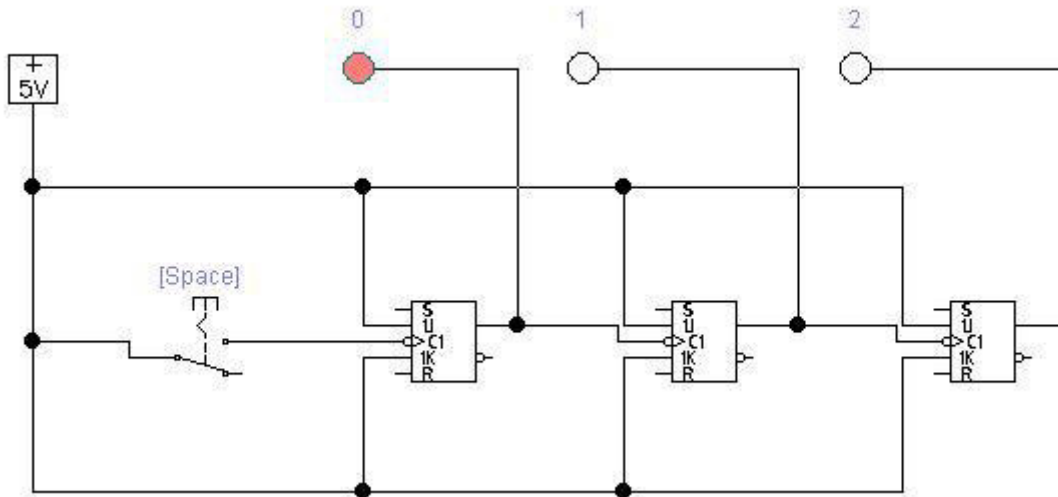 0 1 2
+
5V
[Space]
S S S
U U U
C1 C1 C1
1K 1K 1K
R R R